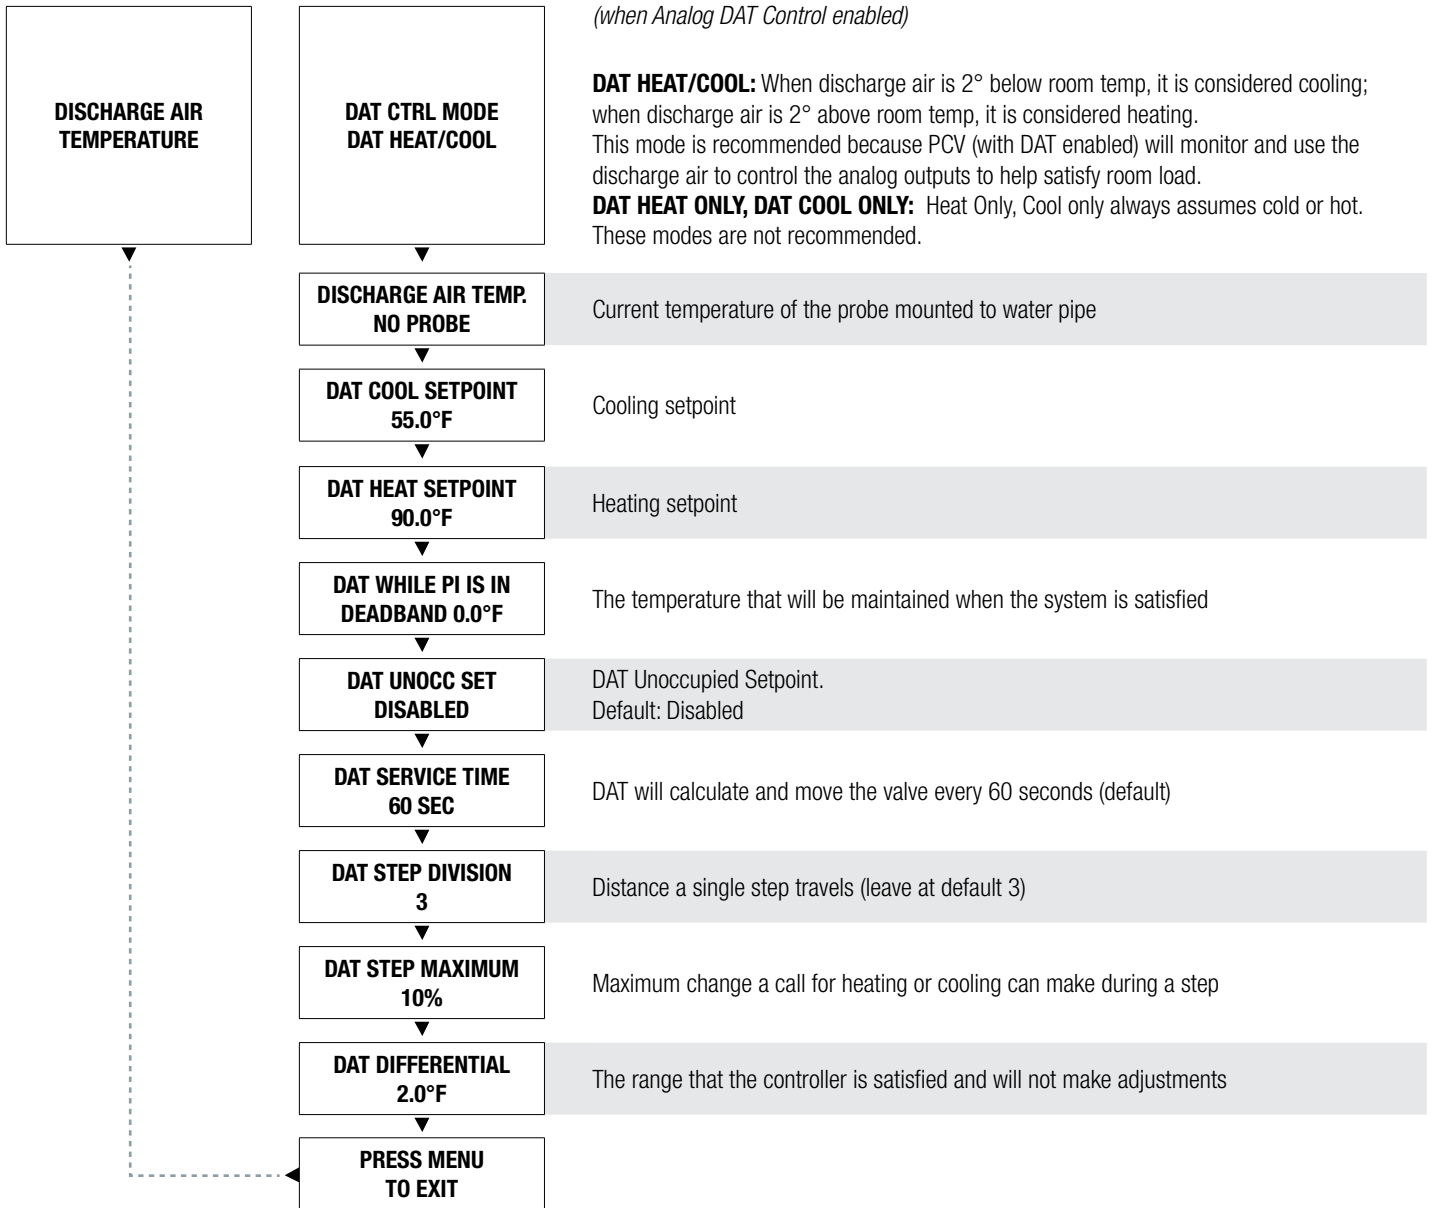 DISCHARGE AIR
TEMPERATURE
DAT CTRL MODE
DAT HEAT/COOL
(when Analog DAT Control enabled)
DAT HEAT/COOL: When discharge air is 2° below room temp, it is considered cooling;
when discharge air is 2° above room temp, it is considered heating.
This mode is recommended because PCV (with DAT enabled) will monitor and use the
discharge air to control the analog outputs to help satisfy room load.
DAT HEAT ONLY, DAT COOL ONLY: Heat Only, Cool only always assumes cold or hot.
These modes are not recommended.
DISCHARGE AIR TEMP.
NO PROBE
Current temperature of the probe mounted to water pipe
DAT COOL SETPOINT
55.0°F
Cooling setpoint
DAT HEAT SETPOINT
90.0°F
Heating setpoint
DAT WHILE PI IS IN
DEADBAND 0.0°F
The temperature that will be maintained when the system is satisfied
DAT UNOCC SET
DISABLED
DAT Unoccupied Setpoint.
Default: Disabled
DAT SERVICE TIME
60 SEC
DAT will calculate and move the valve every 60 seconds (default)
DAT STEP DIVISION
3
Distance a single step travels (leave at default 3)
DAT STEP MAXIMUM
10%
Maximum change a call for heating or cooling can make during a step
DAT DIFFERENTIAL
2.0°F
The range that the controller is satisfied and will not make adjustments
PRESS MENU
TO EXIT